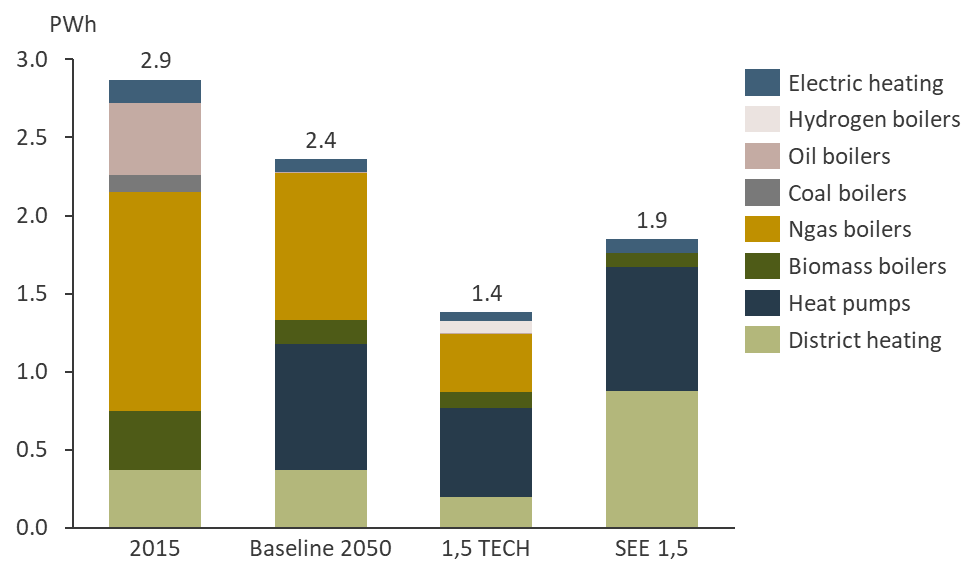 PWh
3.0
2.5
2.0
1.5
1.0
0.5
0.0
2.9
2.4
1.4
1.9
2015
Baseline 2050
1,5 TECH
SEE 1,5
Electric heating
Hydrogen boilers
Oil boilers
Coal boilers
Ngas boilers
Biomass boilers
Heat pumps
District heating